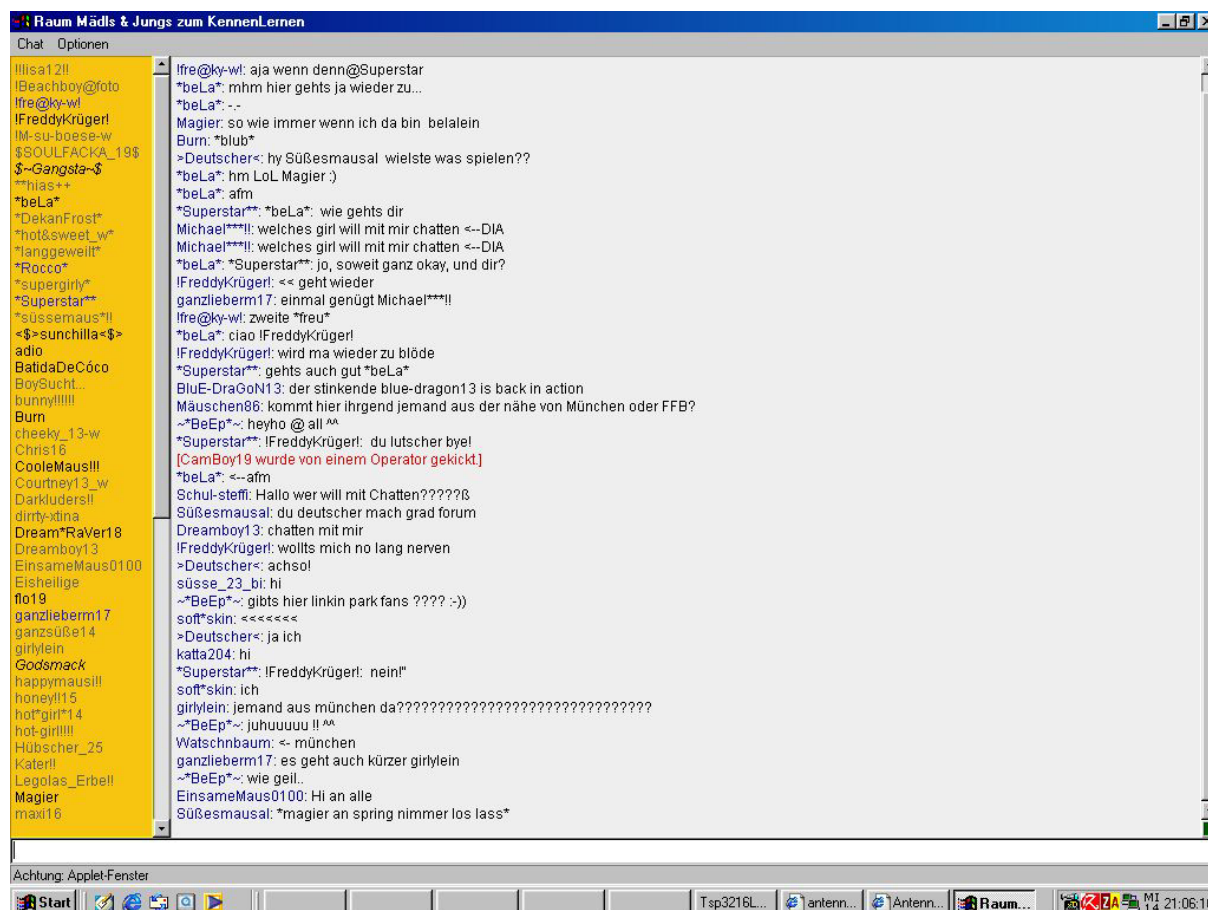 Raum Mädls & Jungs zum KennenLernen
Chat Optionen
!!lisa12!!
!Beachboy@foto
!fre@ky-w!
!FreddyKrüger!
!M-su-boese-w
$SOULFACKA_19$
$~Gangsta~$
**hias++
*beLa*
*DekanFrost*
*hot&sweet_w*
*langgeweilt*
*Rocco*
*supergirly*
*Superstar**
*süssemaus*!!
<$>sunchilla<$>
adio
BatidaDeCóco
BoySucht...
bunny!!!!!!
Burn
cheeky_13-w
Chris16
CooleMaus!!!
Courtney13_w
Darkluders!!
dirrty-xtina
Dream*RaVer18
Dreamboy13
EinsameMaus0100
Eisheilige
flo19
ganzlieberm17
ganzsüße14
girlylein
Godsmack
happymausi!!
honey!!15
hot*girl*14
hot-girl!!!!!
Hübscher_25
Kater!!
Legolas_Erbe!!
Magier
maxi16
!fre@ky-w!: aja wenn denn@Superstar
*beLa*: mhm hier gehts ja wieder zu...
*beLa*: -.-
Magier: so wie immer wenn ich da bin belalein
Burn: *blub*
>Deutscher<: hy Süßesmausal wielste was spielen??
*beLa*: hm LoL Magier :)
*beLa*: afm
*Superstar**: *beLa*: wie gehts dir
Michael***!!: welches girl will mit mir chatten <--DIA
Michael***!!: welches girl will mit mir chatten <--DIA
*beLa*: *Superstar**: jo, soweit ganz okay, und dir?
!FreddyKrüger!: << geht wieder
ganzlieberm17: einmal genügt Michael***!!
!fre@ky-w!: zweite *freu*
*beLa*: ciao !FreddyKrüger!
!FreddyKrüger!: wird ma wieder zu blöde
*Superstar**: gehts auch gut *beLa*
BluE-DraGoN13: der stinkende blue-dragon13 is back in action
Mäuschen86: kommt hier ihrgend jemand aus der nähe von München oder FFB?
~*BeEp*~: heyho @ all ^^
*Superstar**: !FreddyKrüger!: du lutscher bye!
[CamBoy19 wurde von einem Operator gekickt.]
*beLa*: <--afm
Schul-steffi: Hallo wer will mit Chatten?????ß
Süßesmausal: du deutscher mach grad forum
Dreamboy13: chatten mit mir
!FreddyKrüger!: wollts mich no lang nerven
>Deutscher<: achso!
süsse_23_bi: hi
~*BeEp*~: gibts hier linkin park fans ???? :-))
soft*skin: <<<<<<<
>Deutscher<: ja ich
katta204: hi
*Superstar**: !FreddyKrüger!: nein!"
soft*skin: ich
girlylein: jemand aus münchen da???????????????????????????????
~*BeEp*~: juhuuuuu !! ^^
Watschnbaum: <- münchen
ganzlieberm17: es geht auch kürzer girlylein
~*BeEp*~: wie geil..
EinsameMaus0100: Hi an alle
Süßesmausal: *magier an spring nimmer los lass*
Achtung: Applet-Fenster
Start Tsp3216L... antenn... Antenn... Raum... ZA MI 14 21:06:10